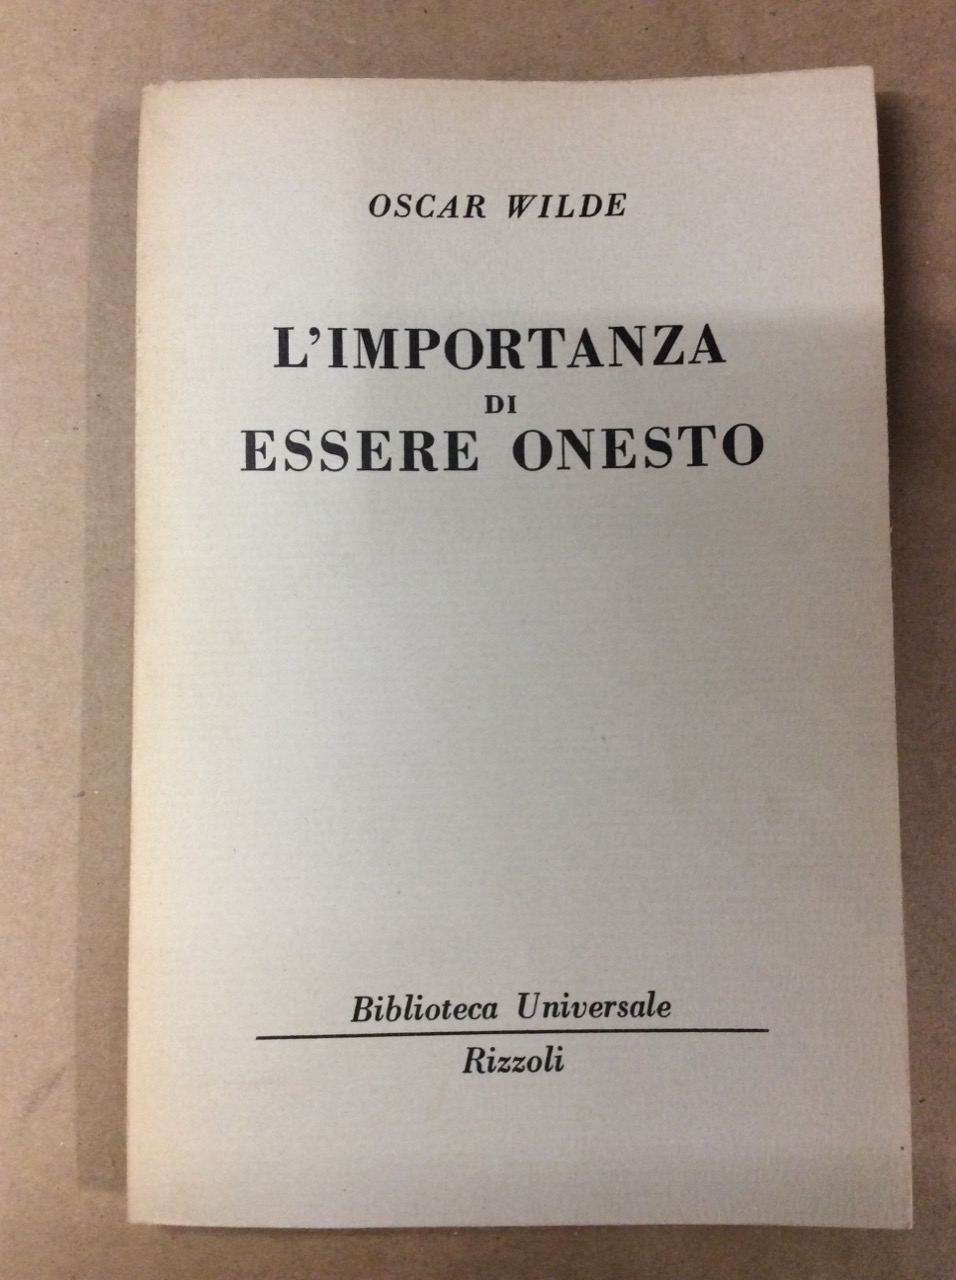 OSCAR WILDE
L'IMPORTANZA
DI
ESSERE ONESTO
Biblioteca Universale
Rizzoli